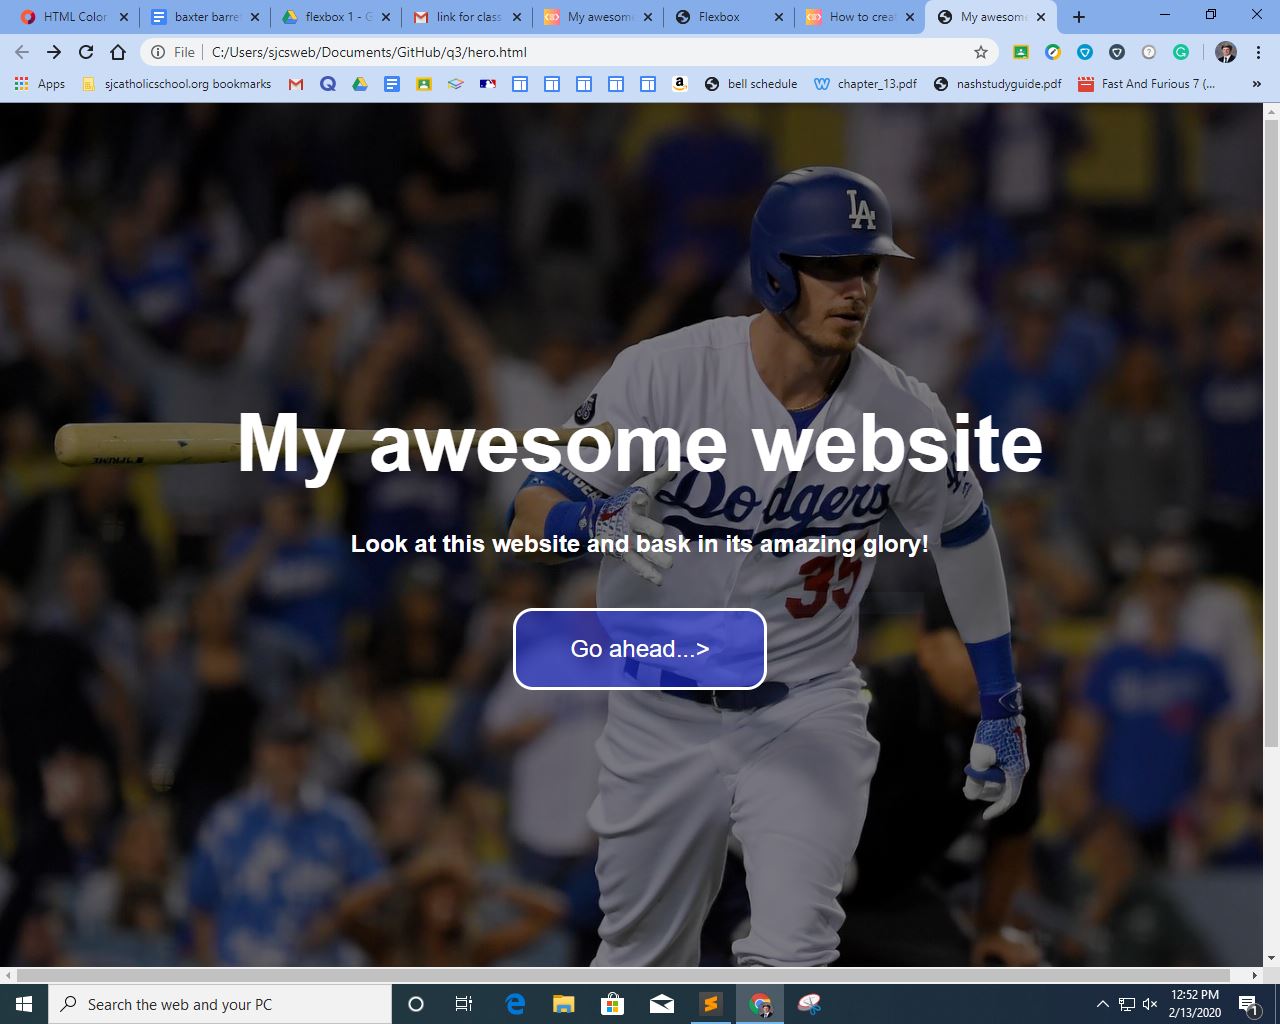 HTML Color
baxter barre
flexbox 1 - G
link for class
My awesome
Flexbox
How to creat
My awesome
File
C:/Users/sjcsweb/Documents/GitHub/q3/hero.html
Apps
sjcatholicschool.org bookmarks
bell schedule
chapter_13.pdf
nashstudyguide.pdf
Fast And Furious 7 (...
»
LA
My awesome website
Dodgers
Look at this website and bask in its amazing glory!
35
Go ahead...>
Search the web and your PC
12:52 PM
2/13/2020
1